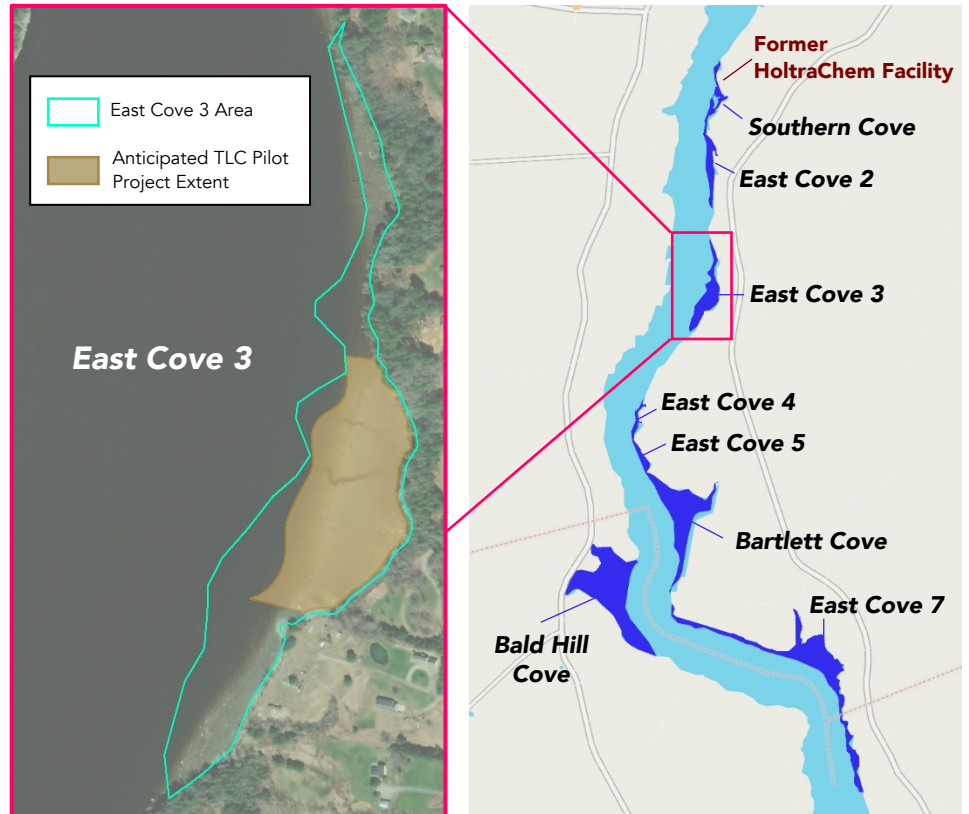 East Cove 3 Area
Anticipated TLC Pilot
Project Extent
East Cove 3
Former
HoltraChem Facility
Southern Cove
East Cove 2
East Cove 3
East Cove 4
East Cove 5
Bartlett Cove
East Cove 7
Bald Hill
Cove